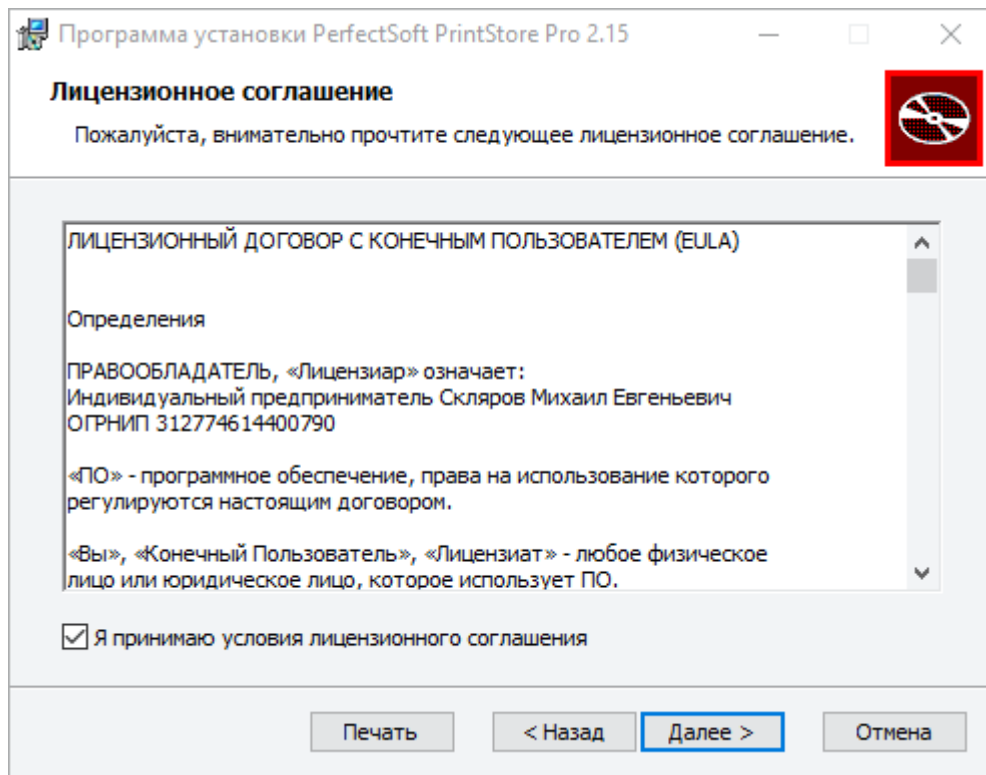 Программа установки PerfectSoft PrintStore Pro 2.15
Лицензионное соглашение
Пожалуйста, внимательно прочтите следующее лицензионное соглашение.
ЛИЦЕНЗИОННЫЙ ДОГОВОР С КОНЕЧНЫМ ПОЛЬЗОВАТЕЛЕМ (EULA)
Определения
ПРАВООБЛАДАТЕЛЬ, «Лицензиар» означает:
Индивидуальный предприниматель Скляров Михаил Евгеньевич
ОГРНИП 312774614400790
«ПО» - программное обеспечение, права на использование которого
регулируются настоящим договором.
«Вы», «Конечный Пользователь», «Лицензиат» - любое физическое
лицо или юридическое лицо, которое использует ПО.
Я принимаю условия лицензионного соглашения
Печать
< Назад
Далее >
Отмена